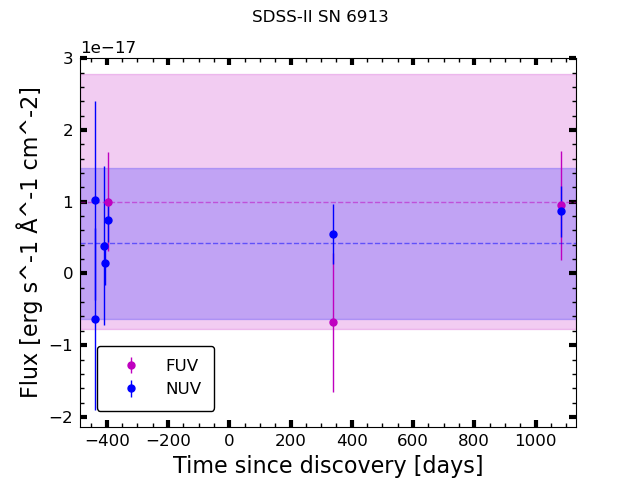 SDSS-II SN 6913
1e−17
3
2
1
0
−1
−2
Flux [erg s^-1 Å^-1 cm^-2]
FUV
NUV
−400 −200 0 200 400 600 800 1000
Time since discovery [days]